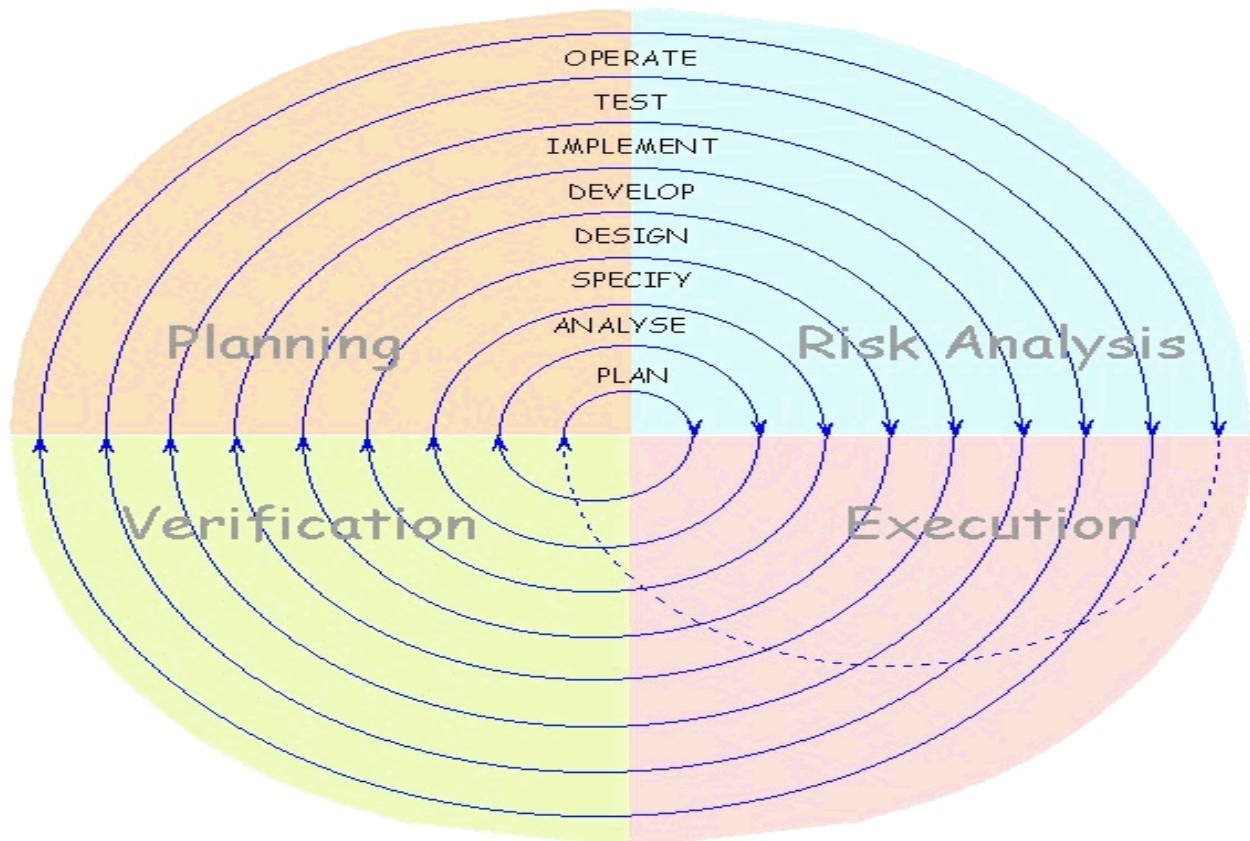 OPERATE
TEST
IMPLEMENT
DEVELOP
DESIGN
SPECIFY
ANALYSE
Planning
Risk Analysis
PLAN
Verification
Execution